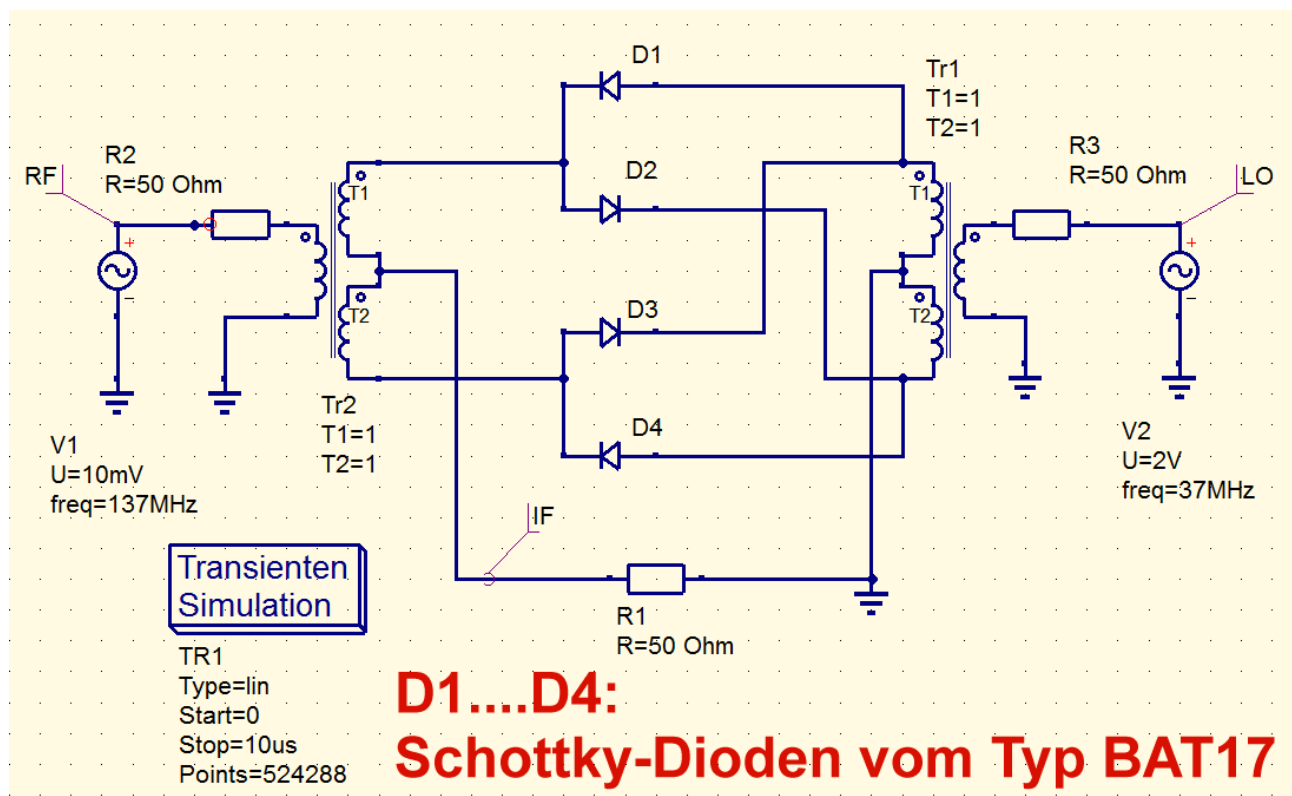 D1
Tr1
T1=1
T2=1
R2
R=50 Ohm
RF
T1
D2
R3
R=50 Ohm
LO
T1
T2
D3
T2
Tr2
T1=1
T2=1
D4
V1
U=10mV
freq=137MHz
V2
U=2V
freq=37MHz
IF
Transienten
Simulation
R1
R=50 Ohm
TR1
Type=lin
Start=0
Stop=10us
Points=524288
D1....D4:
Schottky-Dioden vom Typ BAT17